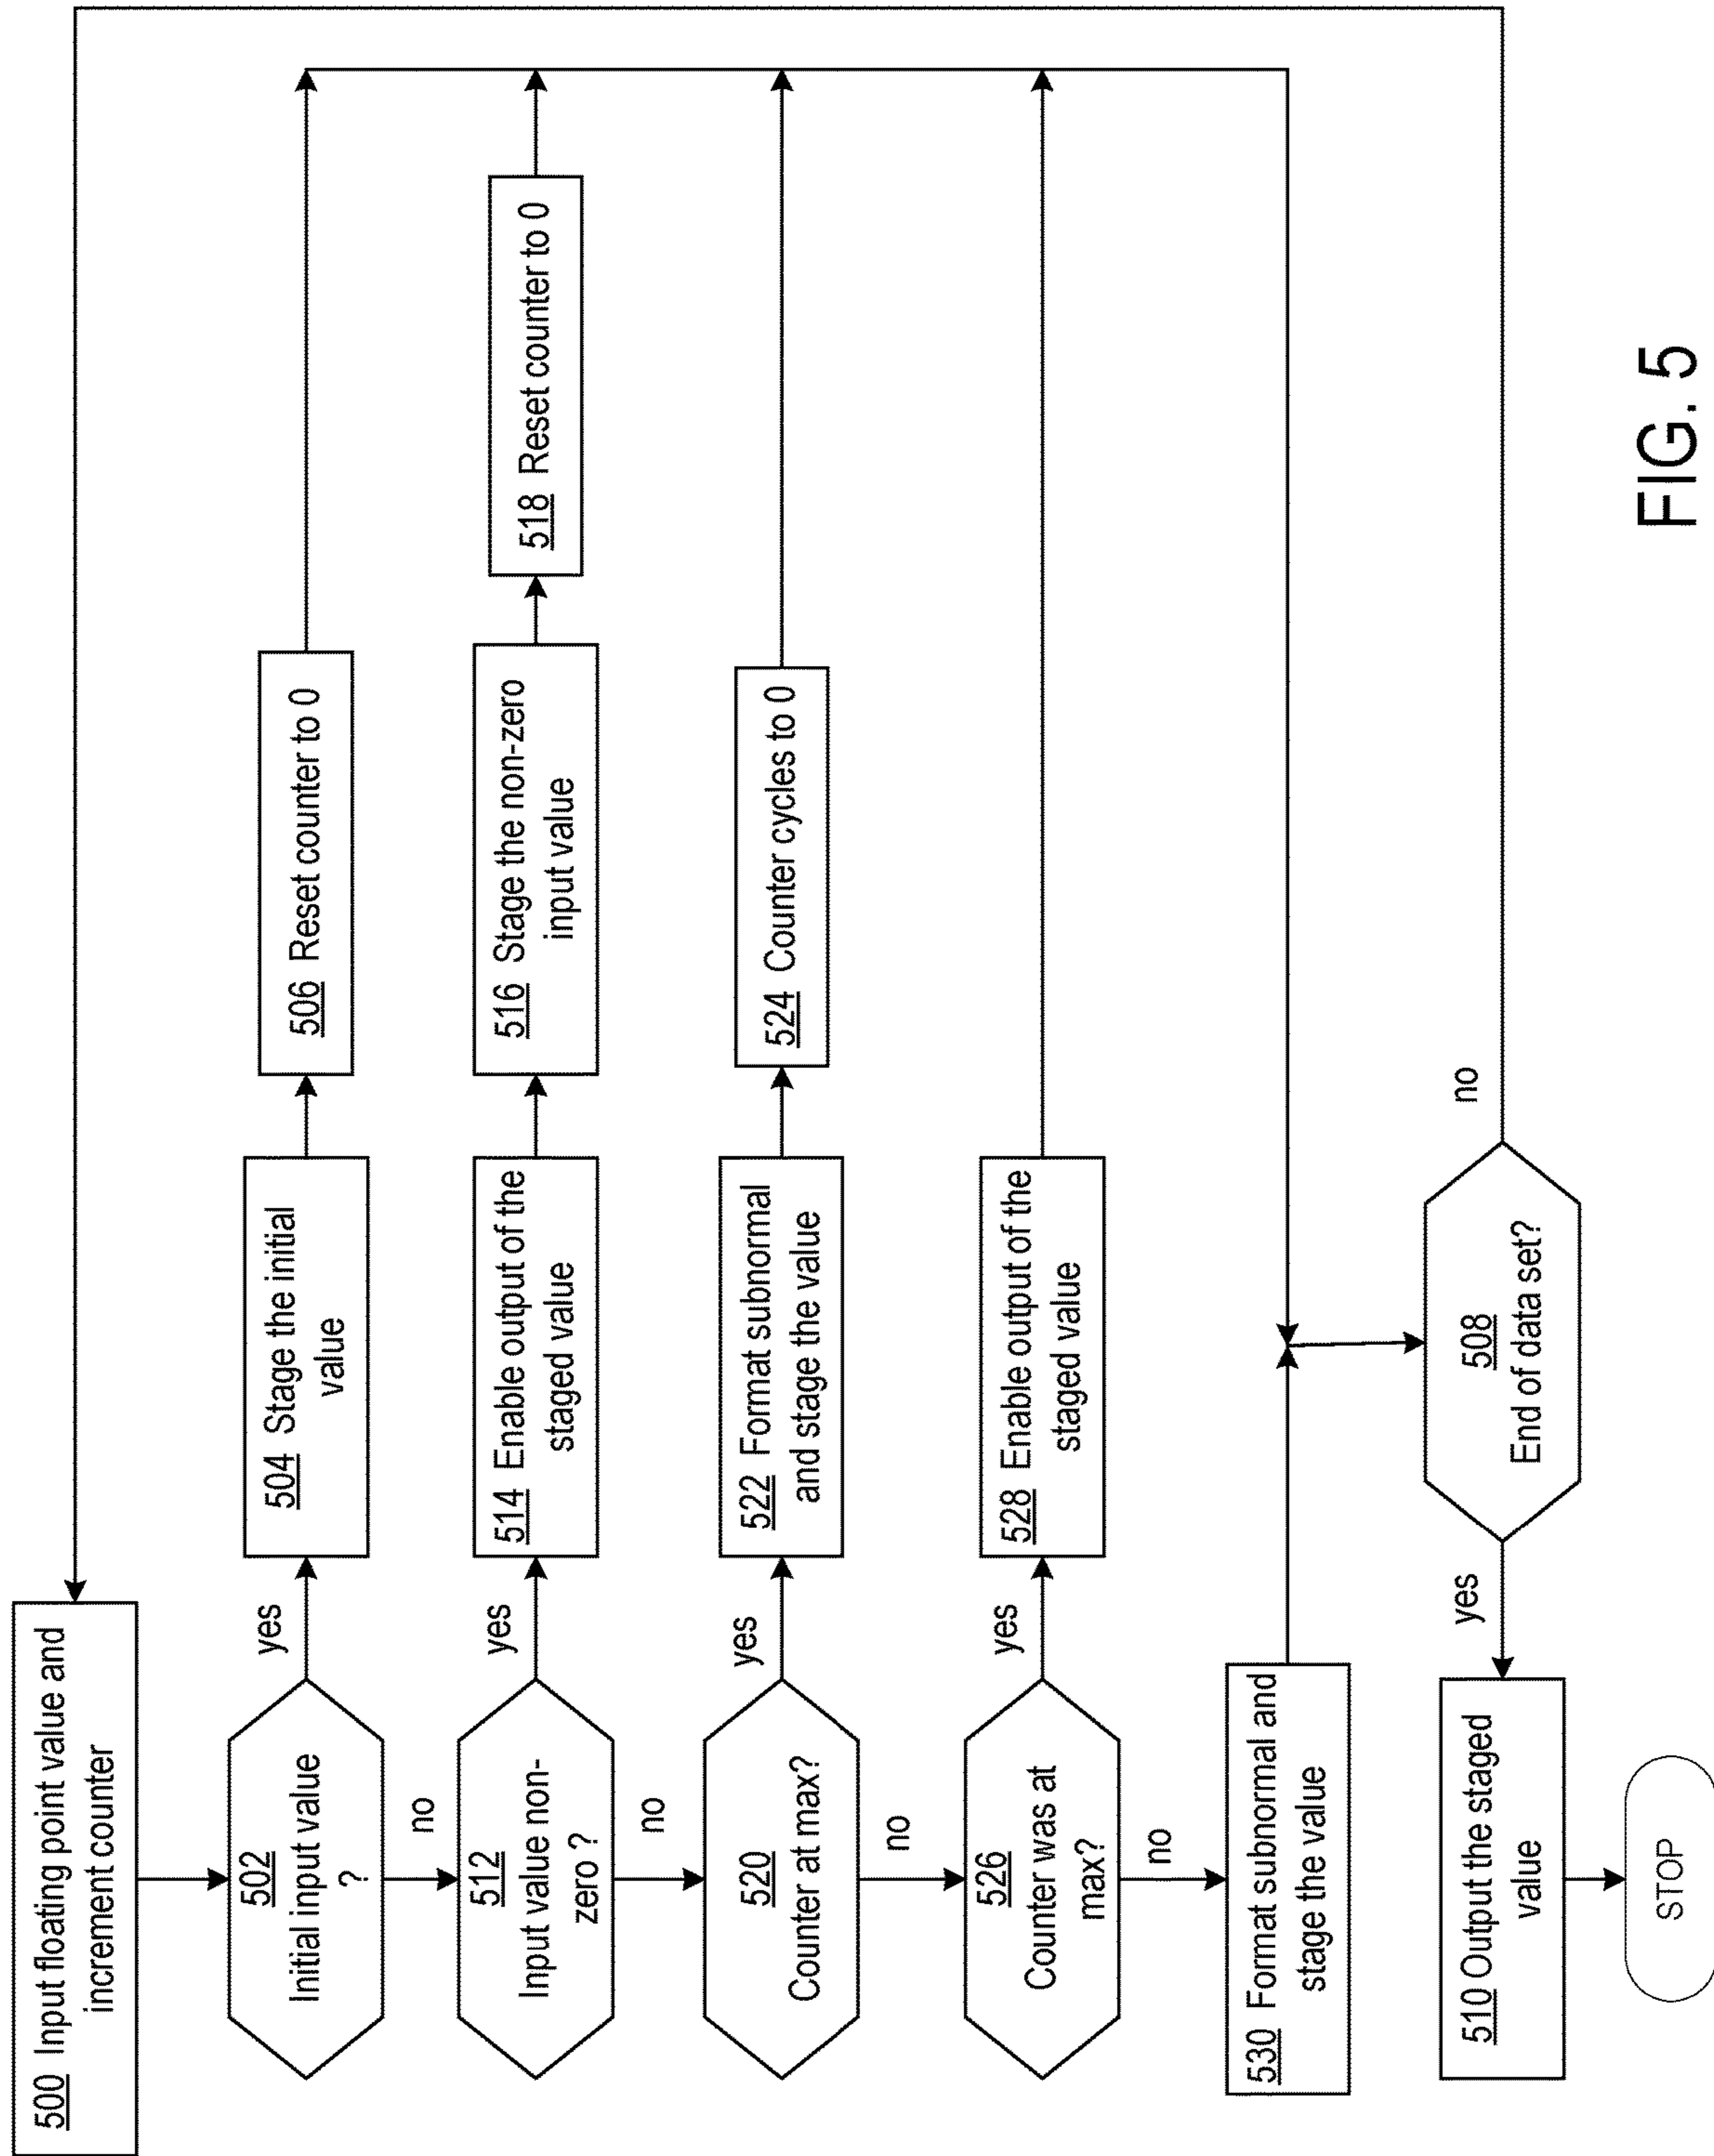 500 Input floating point value and
increment counter
502
Initial input value
?
yes
504 Stage the initial
value
506 Reset counter to 0
no
512
Input value non-
zero ?
yes
514 Enable output of the
staged value
516 Stage the non-zero
input value
518 Reset counter to 0
no
520
Counter at max?
yes
522 Format subnormal
and stage the value
524 Counter cycles to 0
no
526
Counter was at
max?
yes
528 Enable output of the
staged value
no
530 Format subnormal and
stage the value
508
End of data set?
no
yes
510 Output the staged
value
STOP
FIG. 5